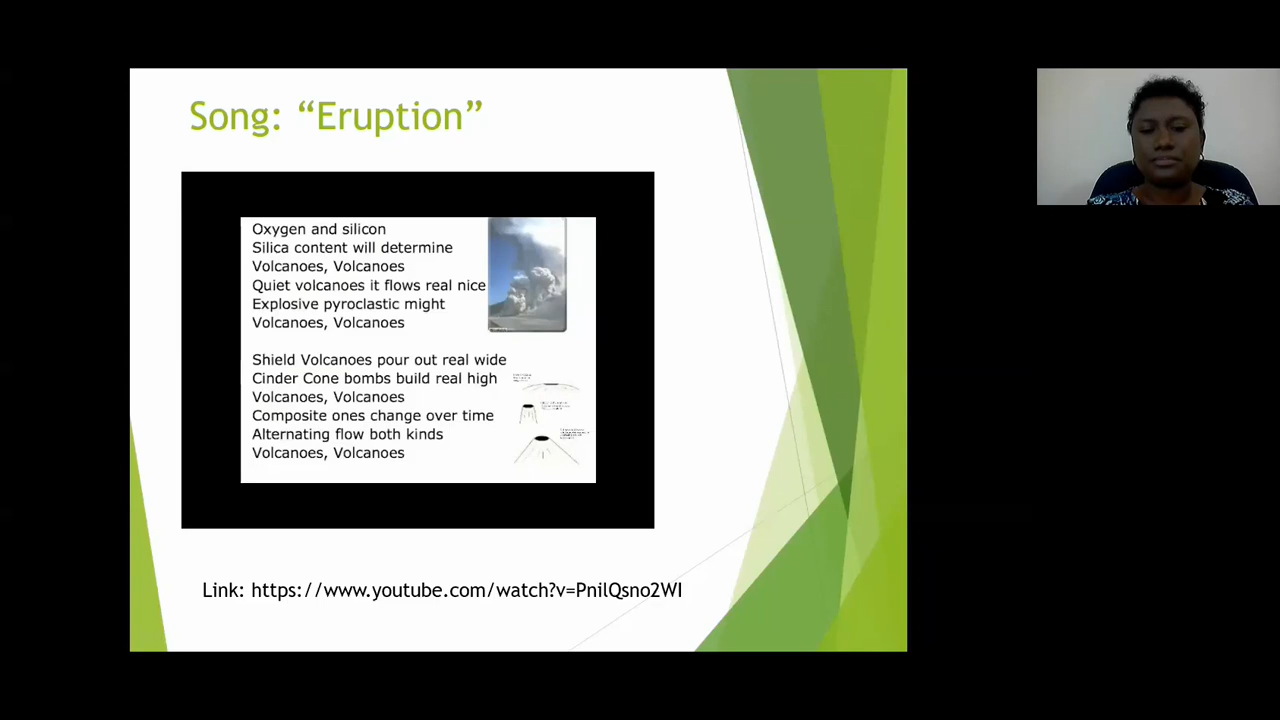 Song: “Eruption”
Oxygen and silicon
Silica content will determine
Volcanoes, Volcanoes
Quiet volcanoes it flows real nice
Explosive pyroclastic might
Volcanoes, Volcanoes
Shield Volcanoes pour out real wide
Cinder Cone bombs build real high
Volcanoes, Volcanoes
Composite ones change over time
Alternating flow both kinds
Volcanoes, Volcanoes
Link: https://www.youtube.com/watch?v=PnilQsno2WI